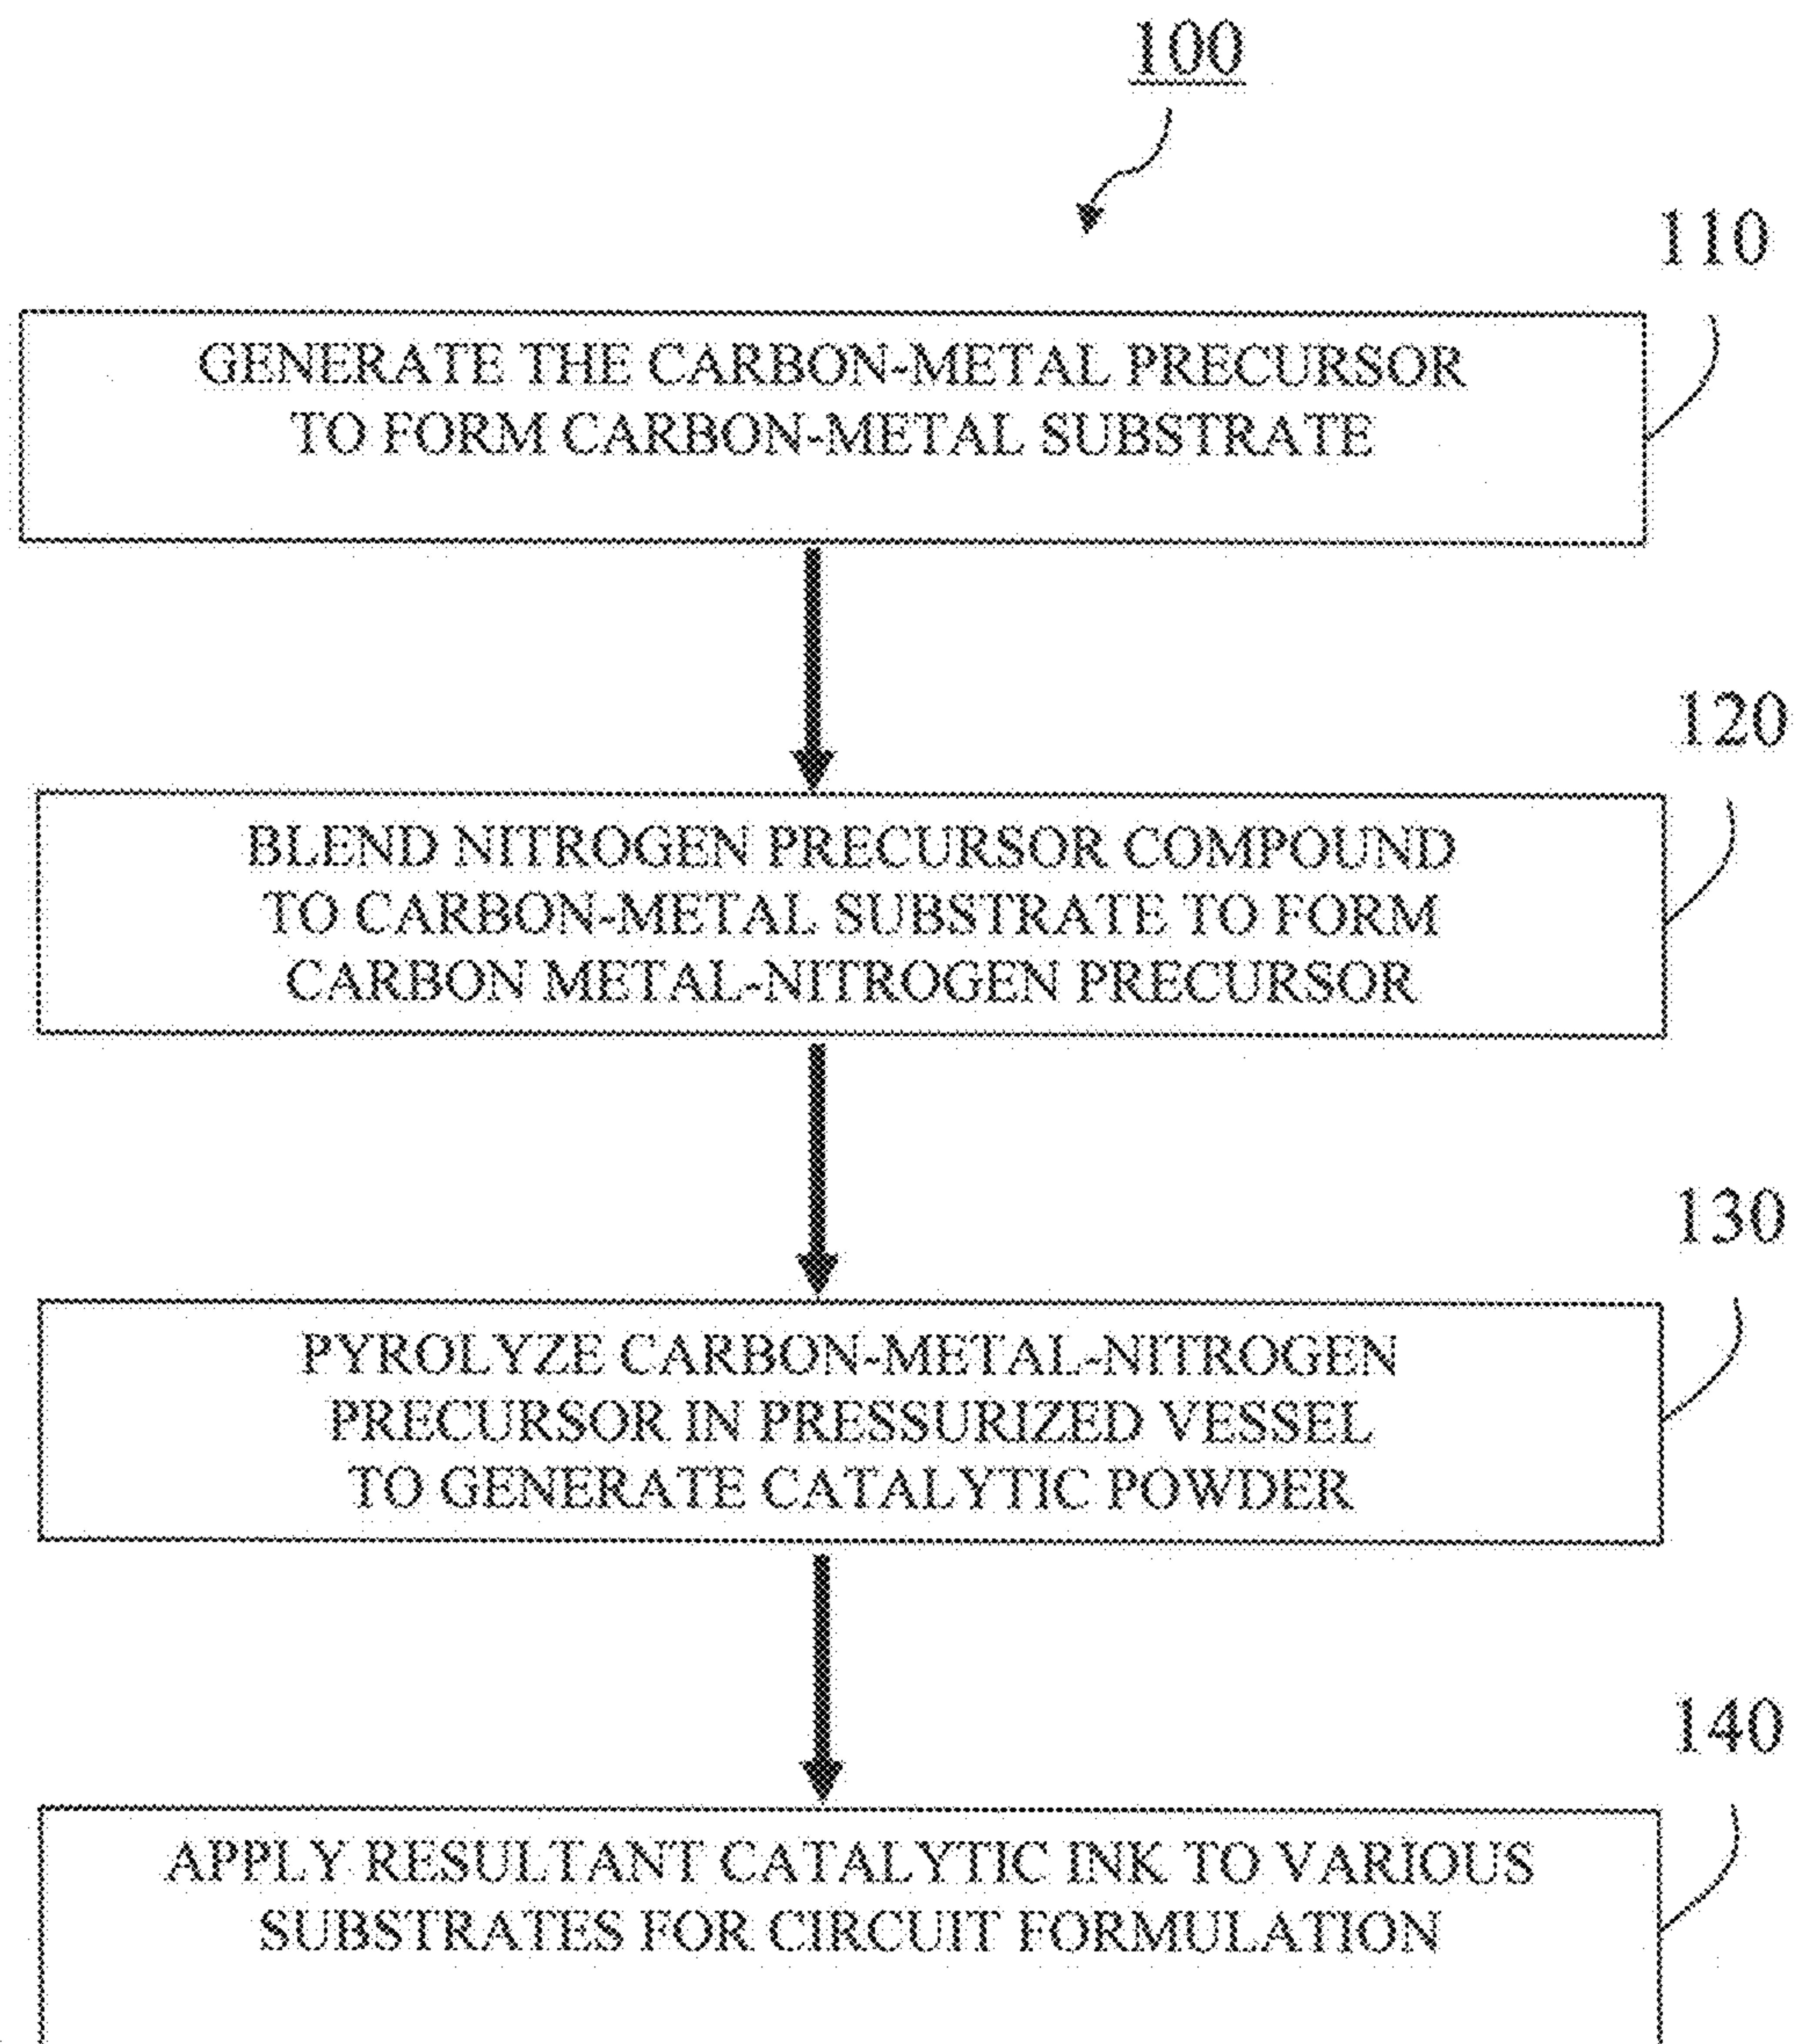 100
110
GENERATE THE CARBON-METAL PRECURSOR
TO FORM CARBON-METAL SUBSTRATE
120
BLEND NITROGEN PRECURSOR COMPOUND
TO CARBON-METAL SUBSTRATE TO FORM
CARBON METAL-NITROGEN PRECURSOR
130
PYROLYZE CARBON-METAL-NITROGEN
PRECURSOR IN PRESSURIZED VESSEL
TO GENERATE CATALYTIC POWDER
140
APPLY RESULTANT CATALYTIC INK TO VARIOUS
SUBSTRATES FOR CIRCUIT FORMULATION